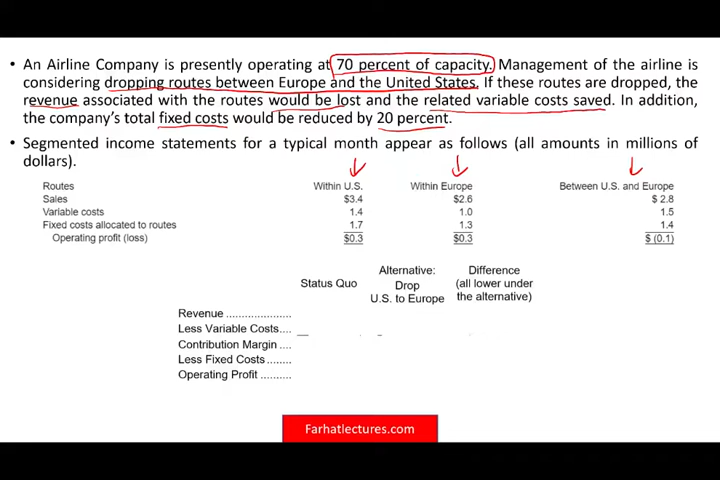 • An Airline Company is presently operating at 70 percent of capacity. Management of the airline is
considering dropping routes between Europe and the United States. If these routes are dropped, the
revenue associated with the routes would be lost and the related variable costs saved. In addition,
the company's total fixed costs would be reduced by 20 percent.
• Segmented income statements for a typical month appear as follows (all amounts in millions of
dollars).
Routes Within U.S. Within Europe Between U.S. and Europe
Sales $3.4 $2.6 $ 2.8
Variable costs 1.4 1.0 1.5
Fixed costs allocated to routes 1.7 1.3 1.4
Operating profit (loss) $0.3 $0.3 $ (0.1)
Status Quo Alternative: Drop U.S. to Europe Difference (all lower under the alternative)
Revenue .....................
Less Variable Costs....
Contribution Margin ....
Less Fixed Costs........
Operating Profit ..........
Farhatlectures.com